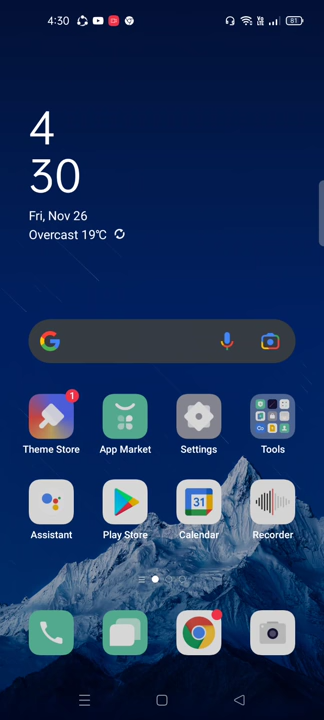 4:30
81
4
30
Fri, Nov 26
Overcast 19°C
1
Theme Store
App Market
Settings
Tools
Assistant
Play Store
31
Calendar
Recorder